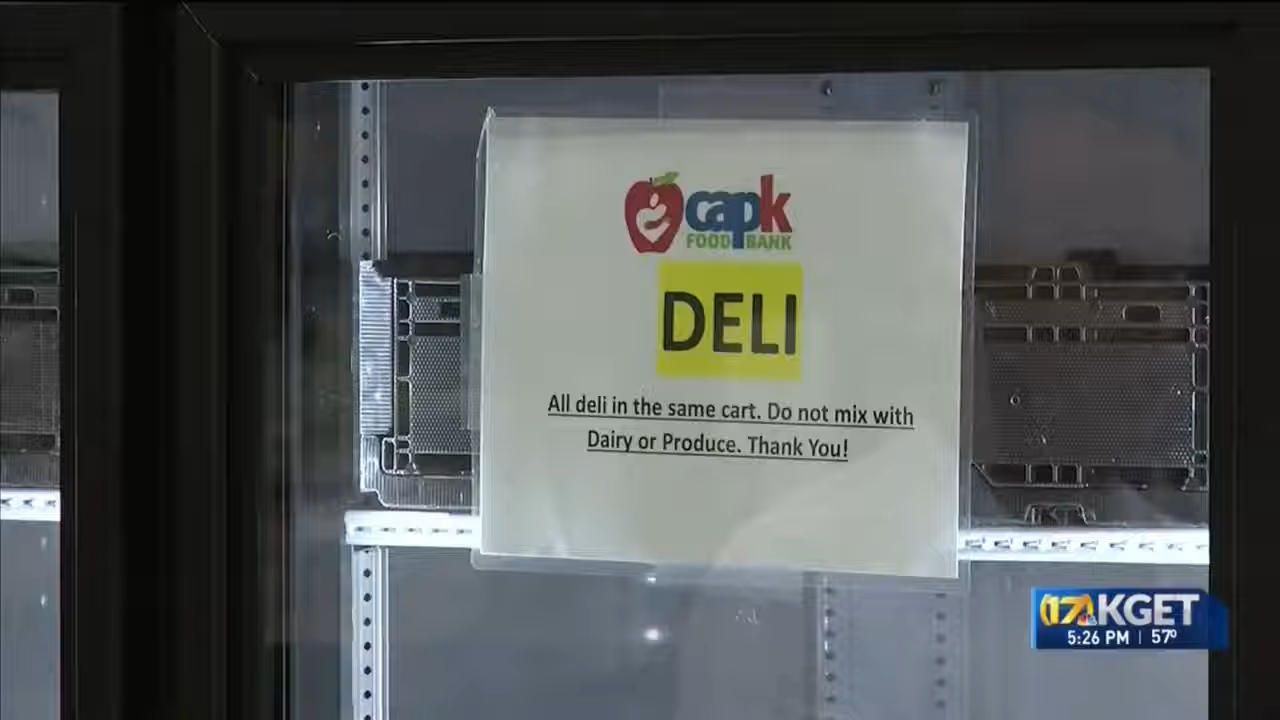 capk
FOOD BANK
DELI
All deli in the same cart. Do not mix with
Dairy or Produce. Thank You!
17 KGET
5:26 PM | 57°